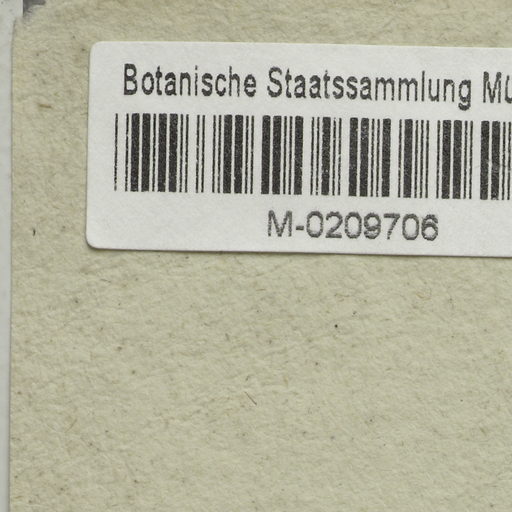 Botanische Staatssammlung Mü
M-0209706